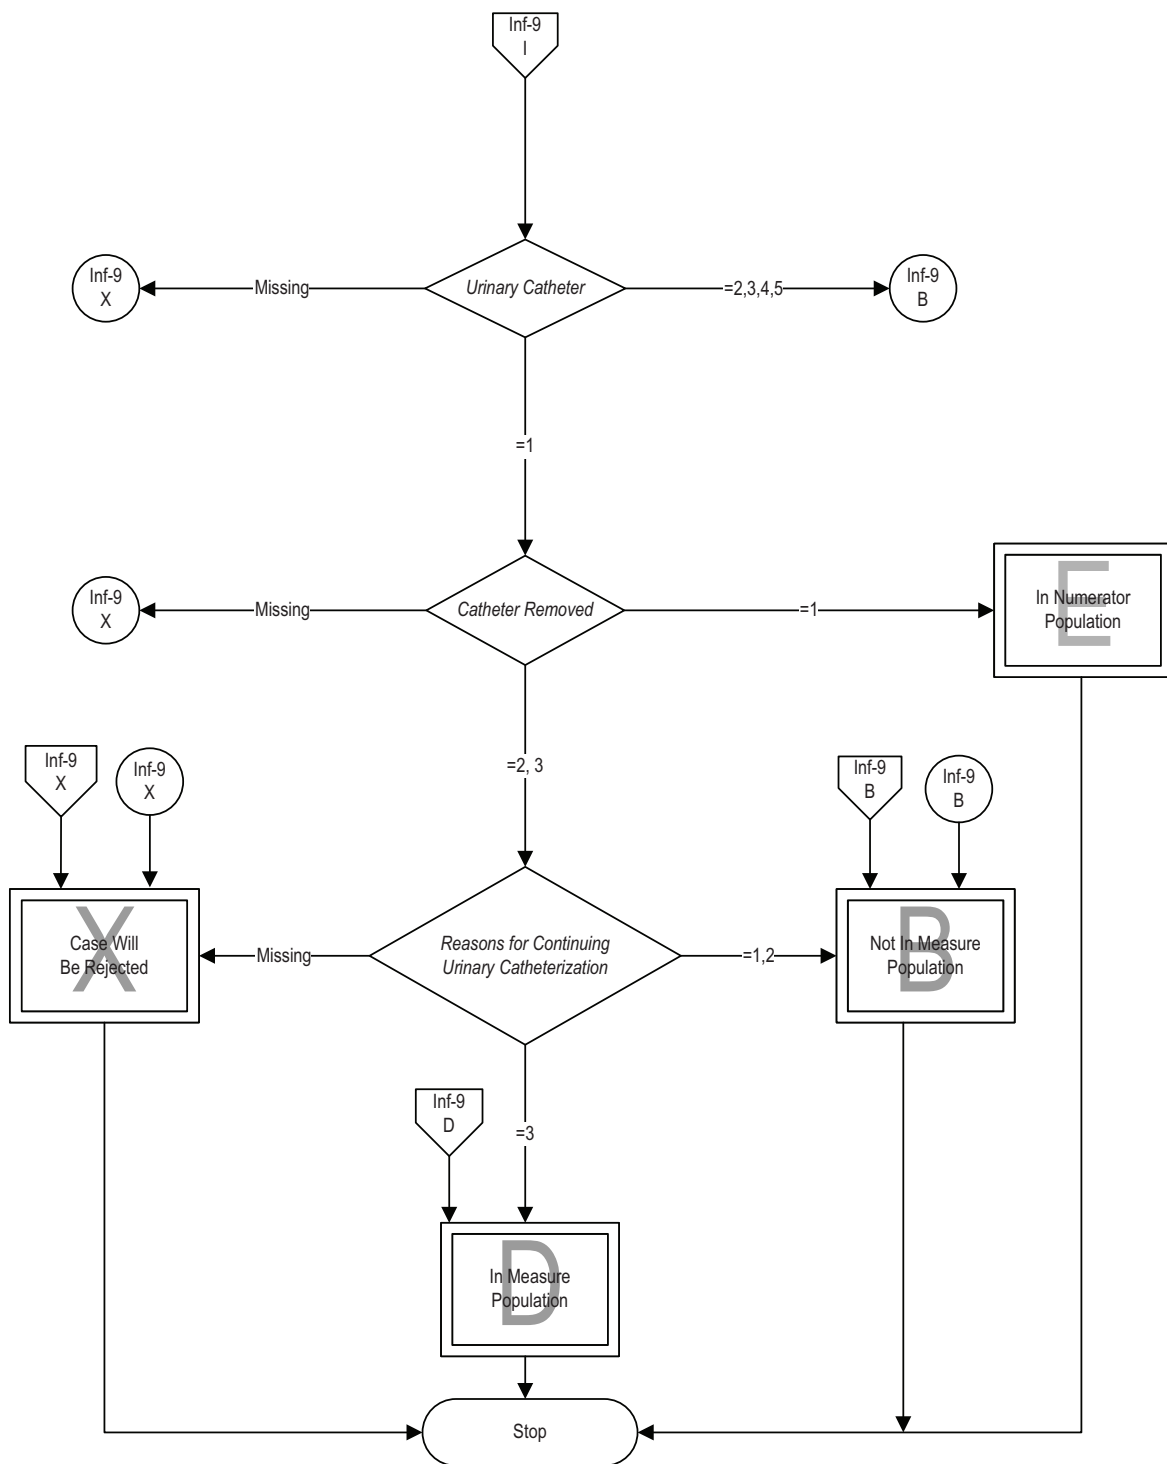 Inf-9
I
Inf-9
X
Missing
Urinary Catheter
=2,3,4,5
Inf-9
B
=1
Inf-9
X
Missing
Catheter Removed
=1
E
In Numerator
Population
=2, 3
Inf-9
X
Inf-9
X
Inf-9
B
Inf-9
B
X
Case Will
Be Rejected
Missing
Reasons for Continuing
Urinary Catheterization
=1,2
B
Not In Measure
Population
Inf-9
D
=3
D
In Measure
Population
Stop